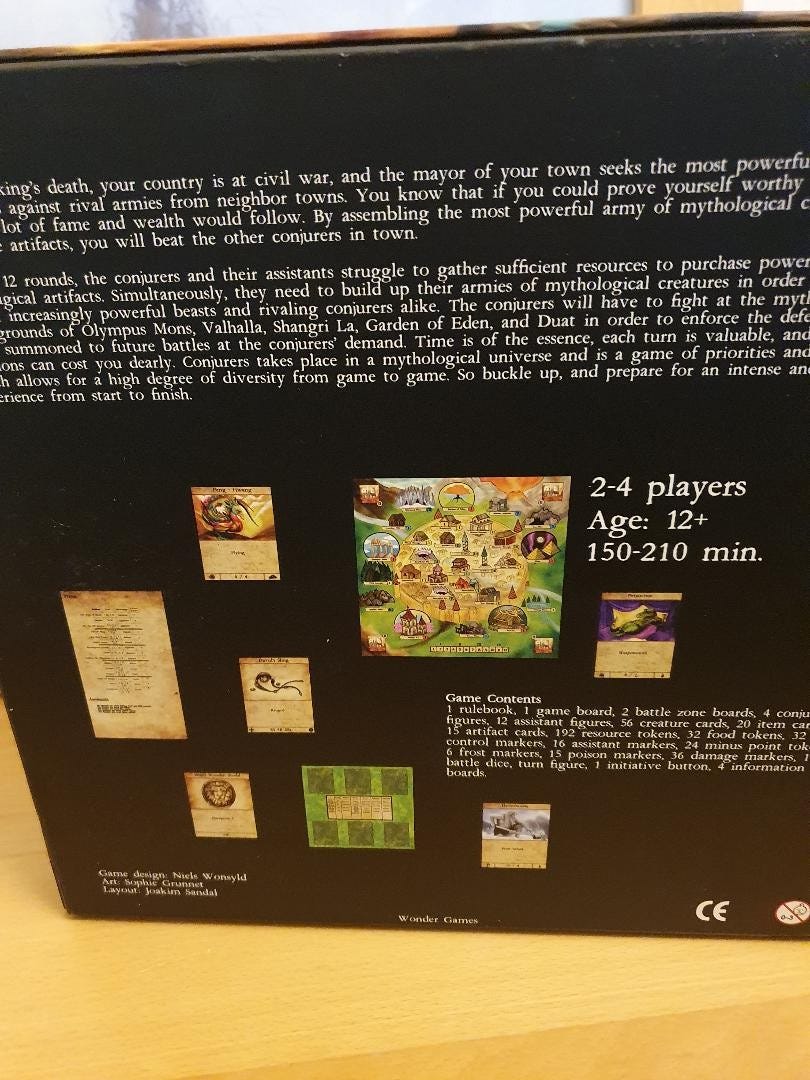 king's death, your country is at civil war, and the mayor of your town seeks the most powerfu
against rival armies from neighbor towns. You know that if you could prove yourself worthy
lot of fame and wealth would follow. By assembling the most powerful army of mythological c
artifacts, you will beat the other conjurers in town.
12 rounds, the conjurers and their assistants struggle to gather sufficient resources to purchase power
gical artifacts. Simultaneously, they need to build up their armies of mythological creatures in order
increasingly powerful beasts and rivaling conjurers alike. The conjurers will have to fight at the myth
grounds of Olympus Mons, Valhalla, Shangri La, Garden of Eden, and Duat in order to enforce the defe
summoned to future battles at the conjurers' demand. Time is of the essence, each turn is valuable, and
ons can cost you dearly. Conjurers takes place in a mythological universe and is a game of priorities and
h allows for a high degree of diversity from game to game. So buckle up, and prepare for an intense and
erience from start to finish.
2-4 players
Age: 12+
150-210 min.
Feng - Hwang
Flying
David's Sling
Game Contents
1 rulebook, 1 game board, 2 battle zone boards, 4 conju
figures, 12 assistant figures, 56 creature cards, 20 item car
15 artifact cards, 192 resource tokens, 32 food tokens, 32
control markers, 16 assistant markers, 24 minus point tok
6 frost markers, 15 poison markers, 36 damage markers, 1
battle dice, turn figure, 1 initiative button, 4 information
boards.
Game design: Niels Wonsyld
Art: Sophie Grunnet
Layout: Joakim Sandal
Wonder Games
CE
0-3